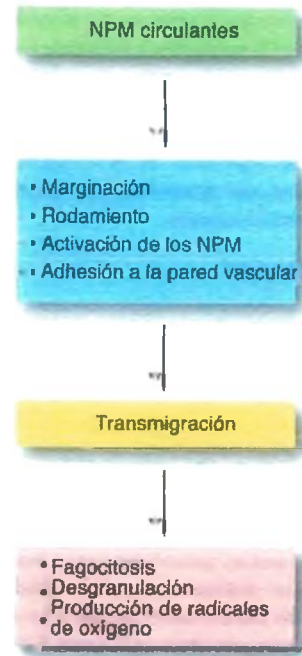 NPM circulantes
• Marginación
• Rodamiento
• Activación de los NPM
• Adhesión a la pared vascular
Transmigración
• Fagocitosis
• Desgranulación
Producción de radicales
• de oxígeno